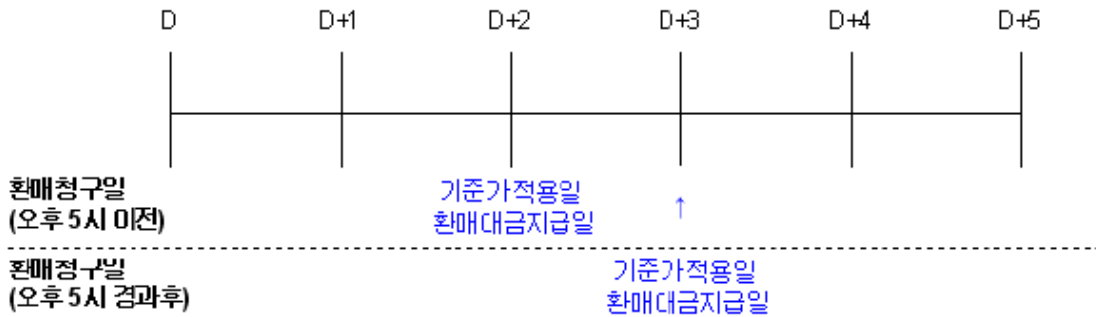 D D+1 D+2 D+3 D+4 D+5
환매청구일 기준가적용일
(오후 5시 이전) 환매대금지급일 ↑
환매청구일 기준가적용일
(오후 5시 경과후) 환매대금지급일